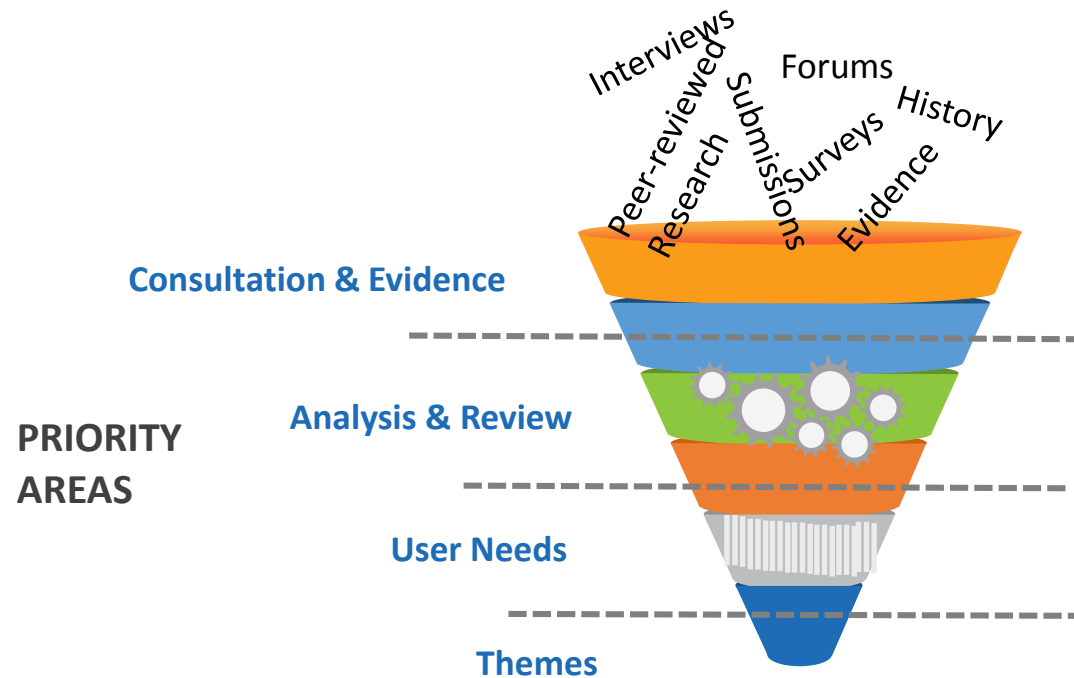 Interviews
Forums
Peer-reviewed
Research
Submissions
Surveys
History
Evidence
Consultation & Evidence
Analysis & Review
PRIORITY
AREAS
User Needs
Themes